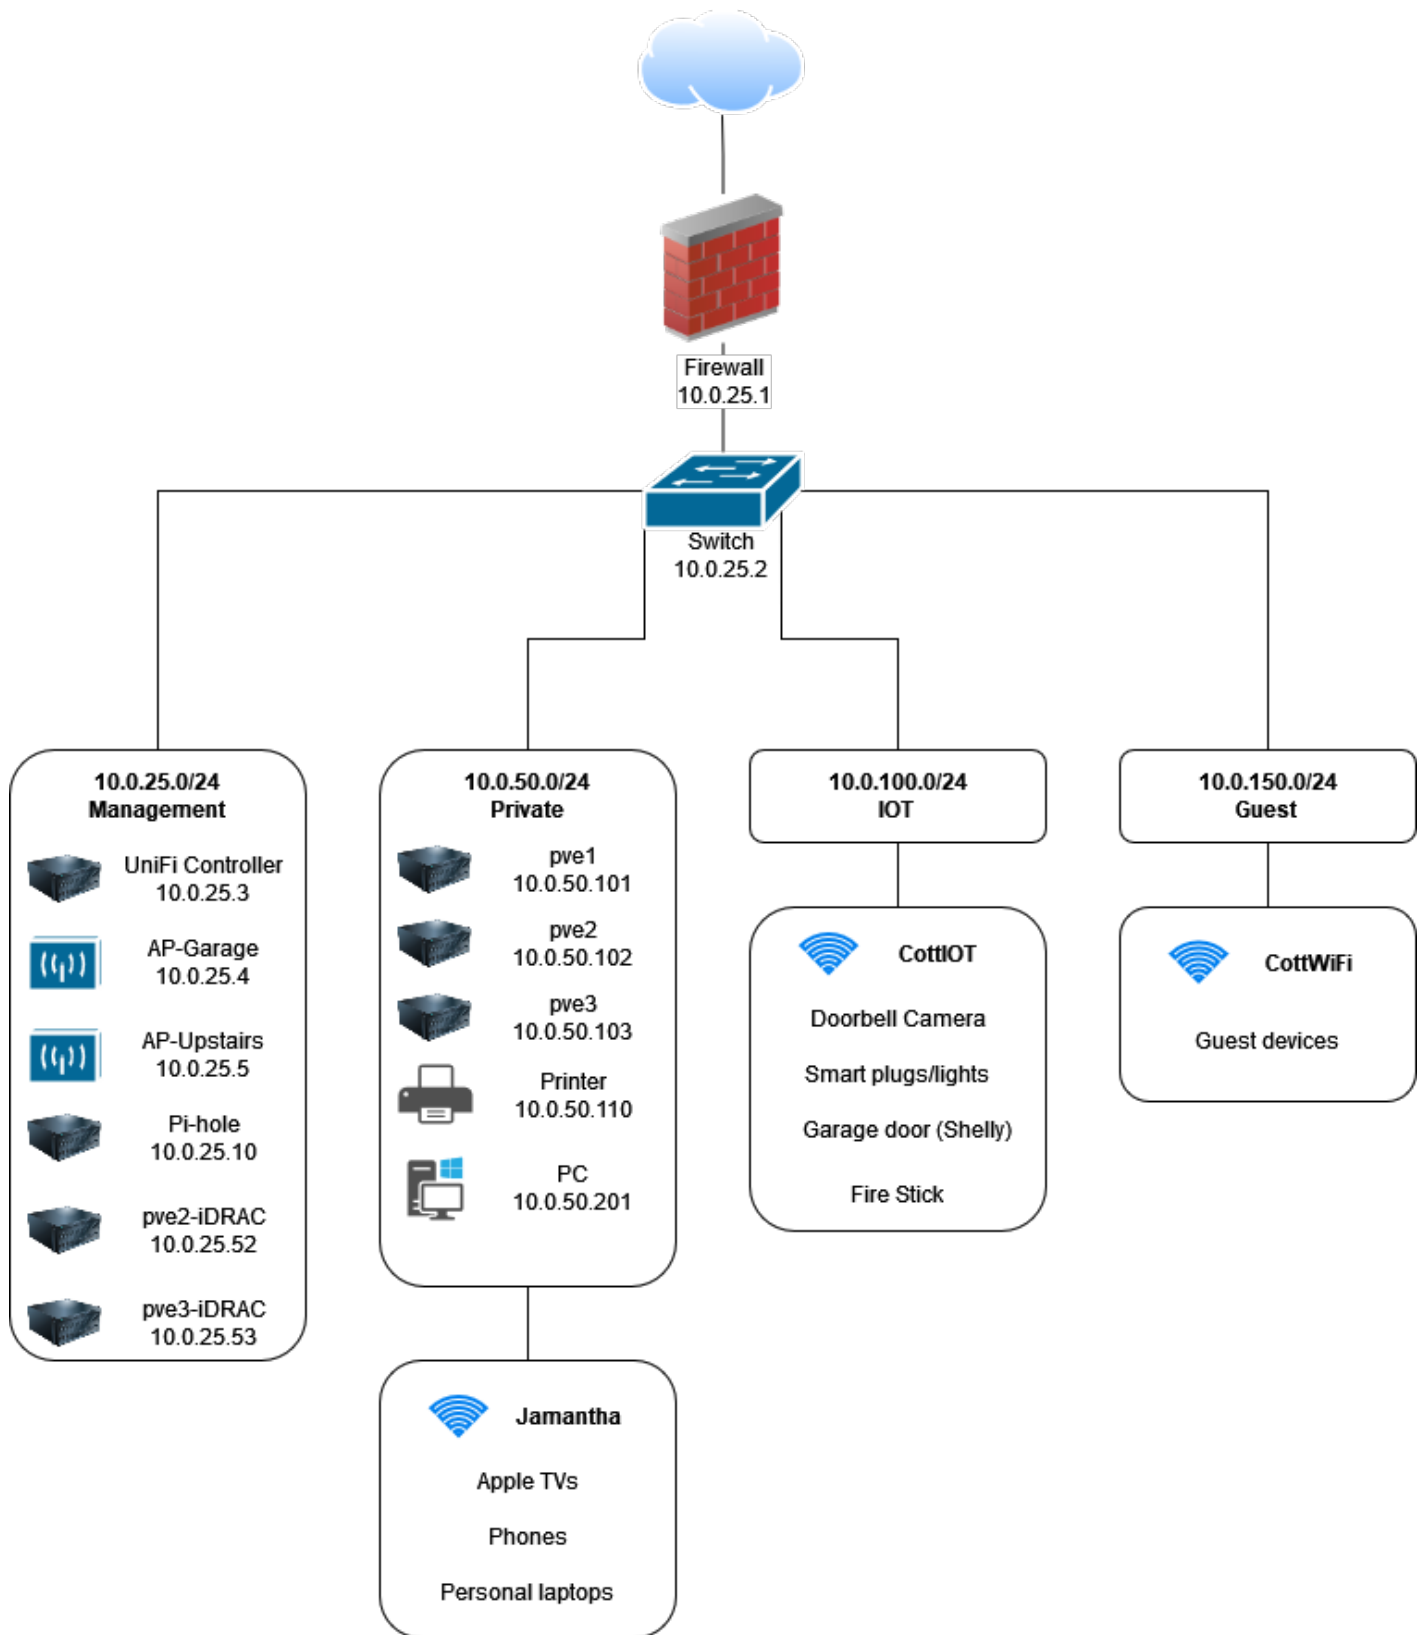 Firewall
10.0.25.1
Switch
10.0.25.2
10.0.25.0/24
Management
UniFi Controller
10.0.25.3
AP-Garage
10.0.25.4
AP-Upstairs
10.0.25.5
Pi-hole
10.0.25.10
pve2-iDRAC
10.0.25.52
pve3-iDRAC
10.0.25.53
10.0.50.0/24
Private
pve1
10.0.50.101
pve2
10.0.50.102
pve3
10.0.50.103
Printer
10.0.50.110
PC
10.0.50.201
Jamantha
Apple TVs
Phones
Personal laptops
10.0.100.0/24
IOT
CottIOT
Doorbell Camera
Smart plugs/lights
Garage door (Shelly)
Fire Stick
10.0.150.0/24
Guest
CottWiFi
Guest devices